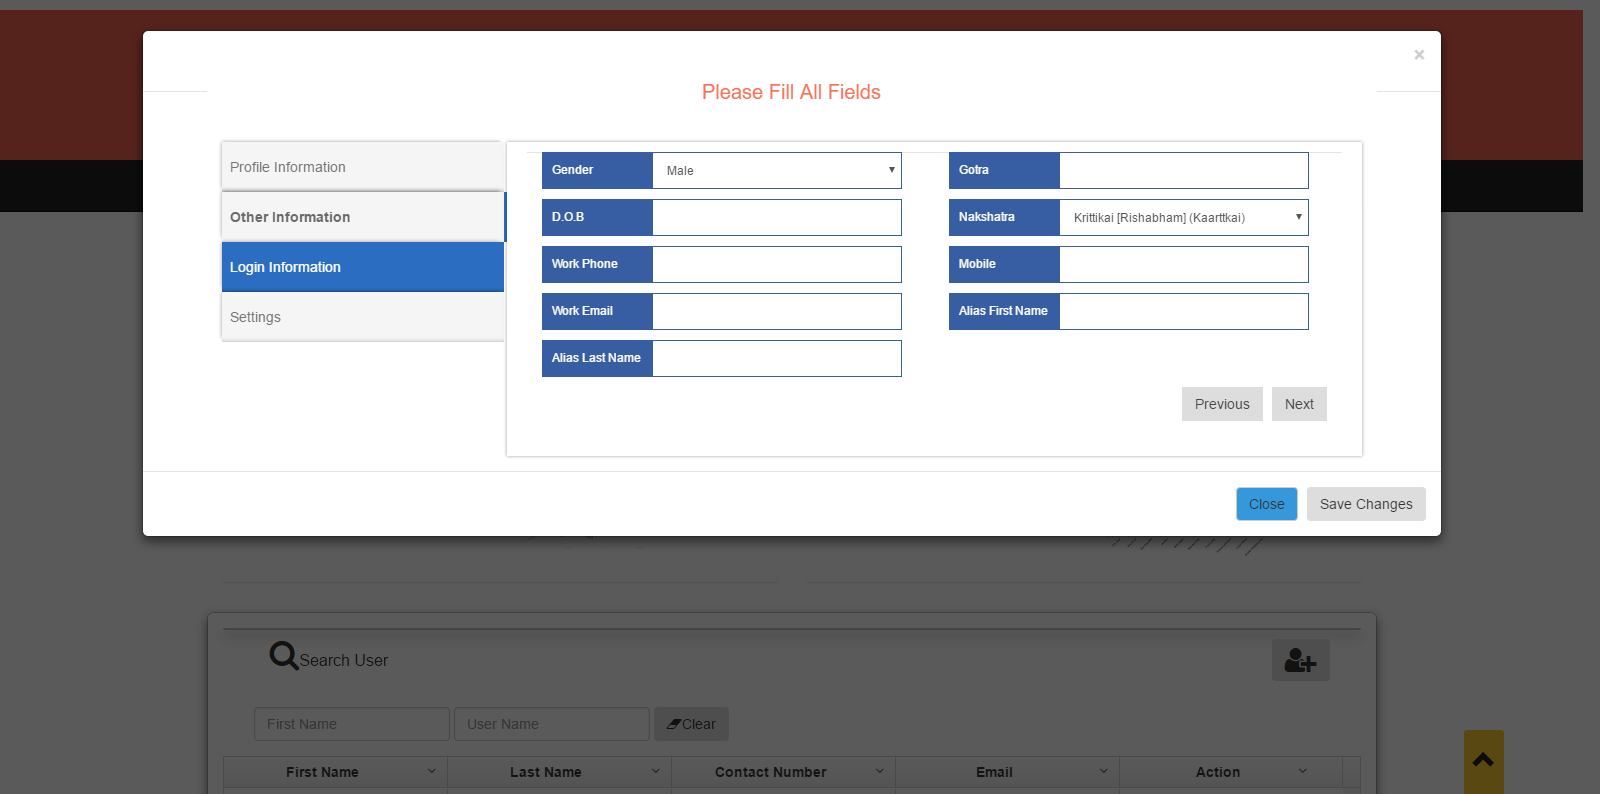 ×
Please Fill All Fields
Profile Information
Other Information
Login Information
Settings
Gender Male
Gotra
D.O.B
Nakshatra Krittikai [Rishabham] (Kaarttkai)
Work Phone
Mobile
Work Email
Alias First Name
Alias Last Name
Previous Next
Close Save Changes
Search User
First Name User Name Clear
First Name Last Name Contact Number Email Action